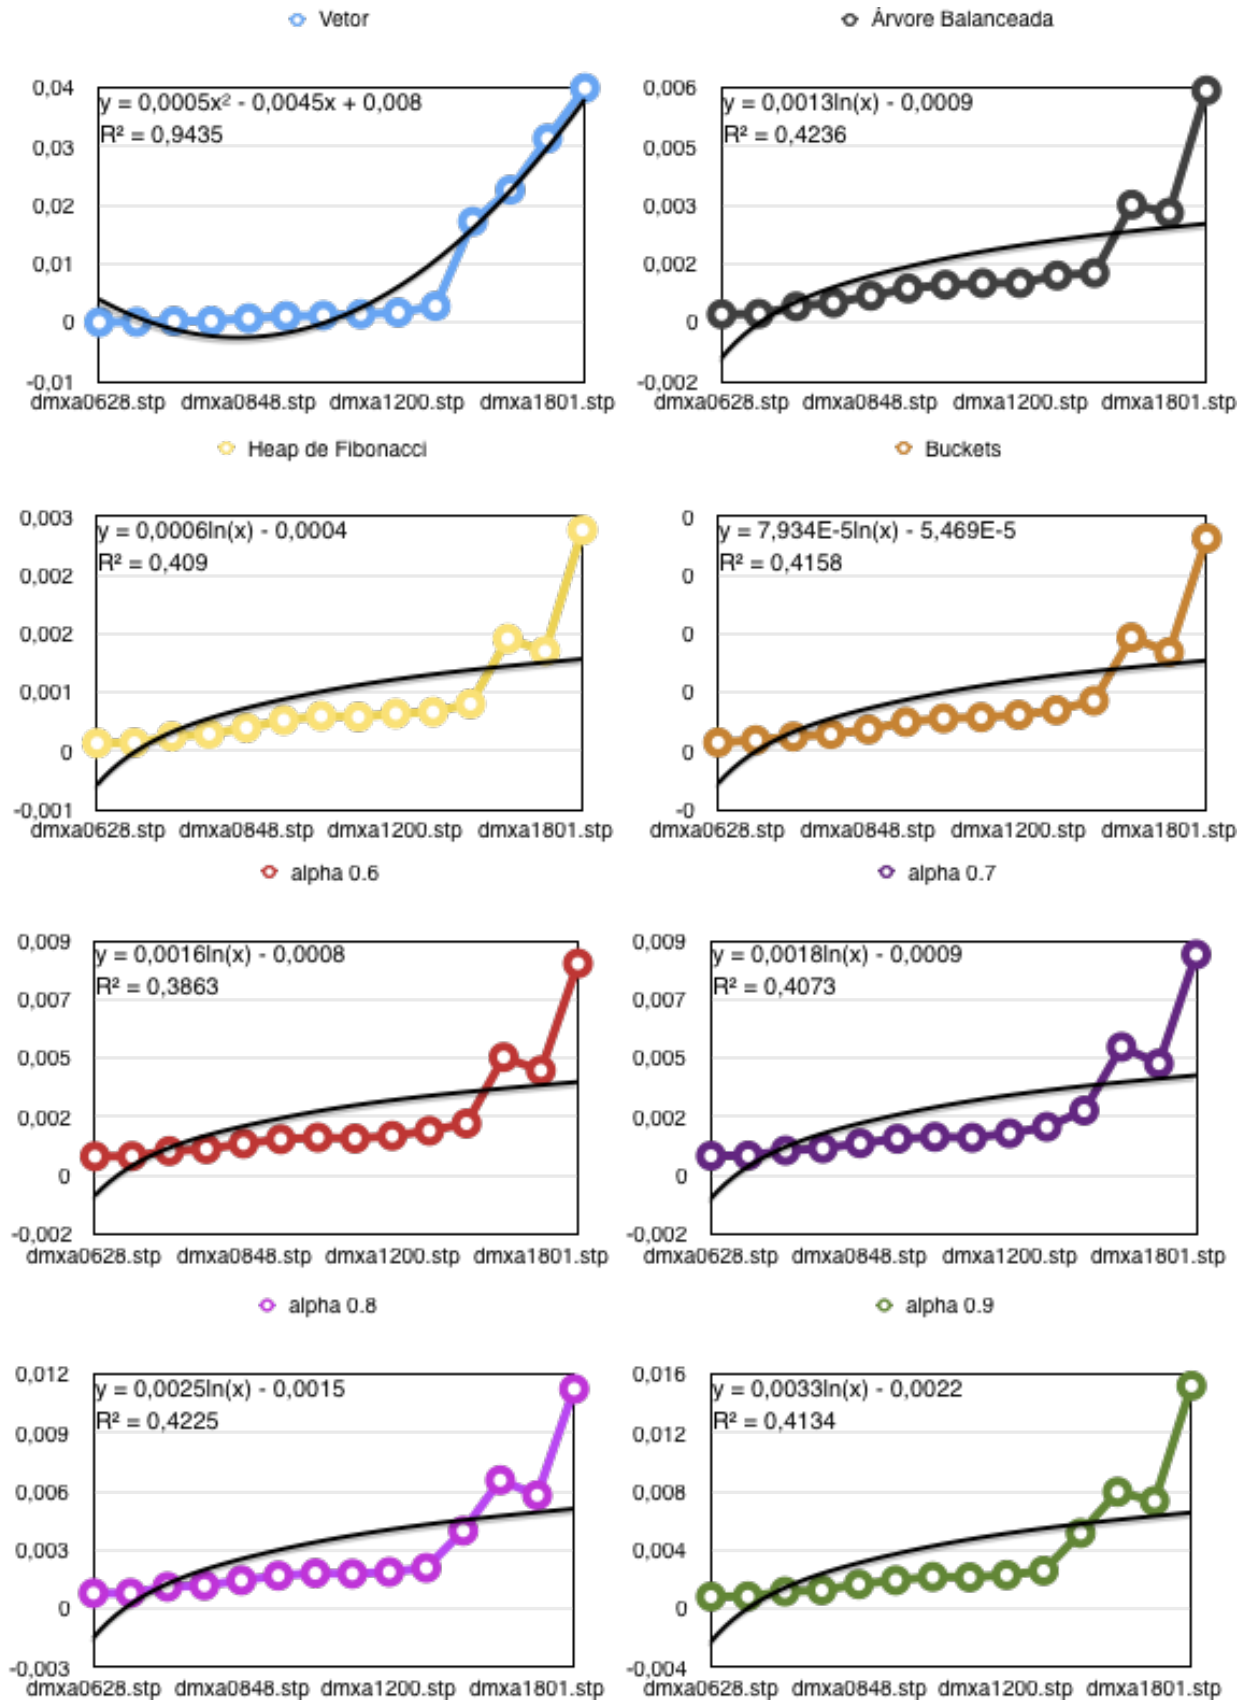 Vetor
0,04
0,03
0,02
0,01
0
-0,01
y = 0,0005x² - 0,0045x + 0,008
R² = 0,9435
dmxa0628.stp dmxa0848.stp dmxa1200.stp dmxa1801.stp
Árvore Balanceada
0,006
0,005
0,003
0,002
0
-0,002
y = 0,0013ln(x) - 0,0009
R² = 0,4236
dmxa0628.stp dmxa0848.stp dmxa1200.stp dmxa1801.stp
Heap de Fibonacci
0,003
0,002
0,002
0,001
0
-0,001
y = 0,0006ln(x) - 0,0004
R² = 0,409
dmxa0628.stp dmxa0848.stp dmxa1200.stp dmxa1801.stp
Buckets
0
0
0
0
0
-0
y = 7,934E-5ln(x) - 5,469E-5
R² = 0,4158
dmxa0628.stp dmxa0848.stp dmxa1200.stp dmxa1801.stp
alpha 0.6
0,009
0,007
0,005
0,002
0
-0,002
y = 0,0016ln(x) - 0,0008
R² = 0,3863
dmxa0628.stp dmxa0848.stp dmxa1200.stp dmxa1801.stp
alpha 0.7
0,009
0,007
0,005
0,002
0
-0,002
y = 0,0018ln(x) - 0,0009
R² = 0,4073
dmxa0628.stp dmxa0848.stp dmxa1200.stp dmxa1801.stp
alpha 0.8
0,012
0,009
0,006
0,003
0
-0,003
y = 0,0025ln(x) - 0,0015
R² = 0,4225
dmxa0628.stp dmxa0848.stp dmxa1200.stp dmxa1801.stp
alpha 0.9
0,016
0,012
0,008
0,004
0
-0,004
y = 0,0033ln(x) - 0,0022
R² = 0,4134
dmxa0628.stp dmxa0848.stp dmxa1200.stp dmxa1801.stp